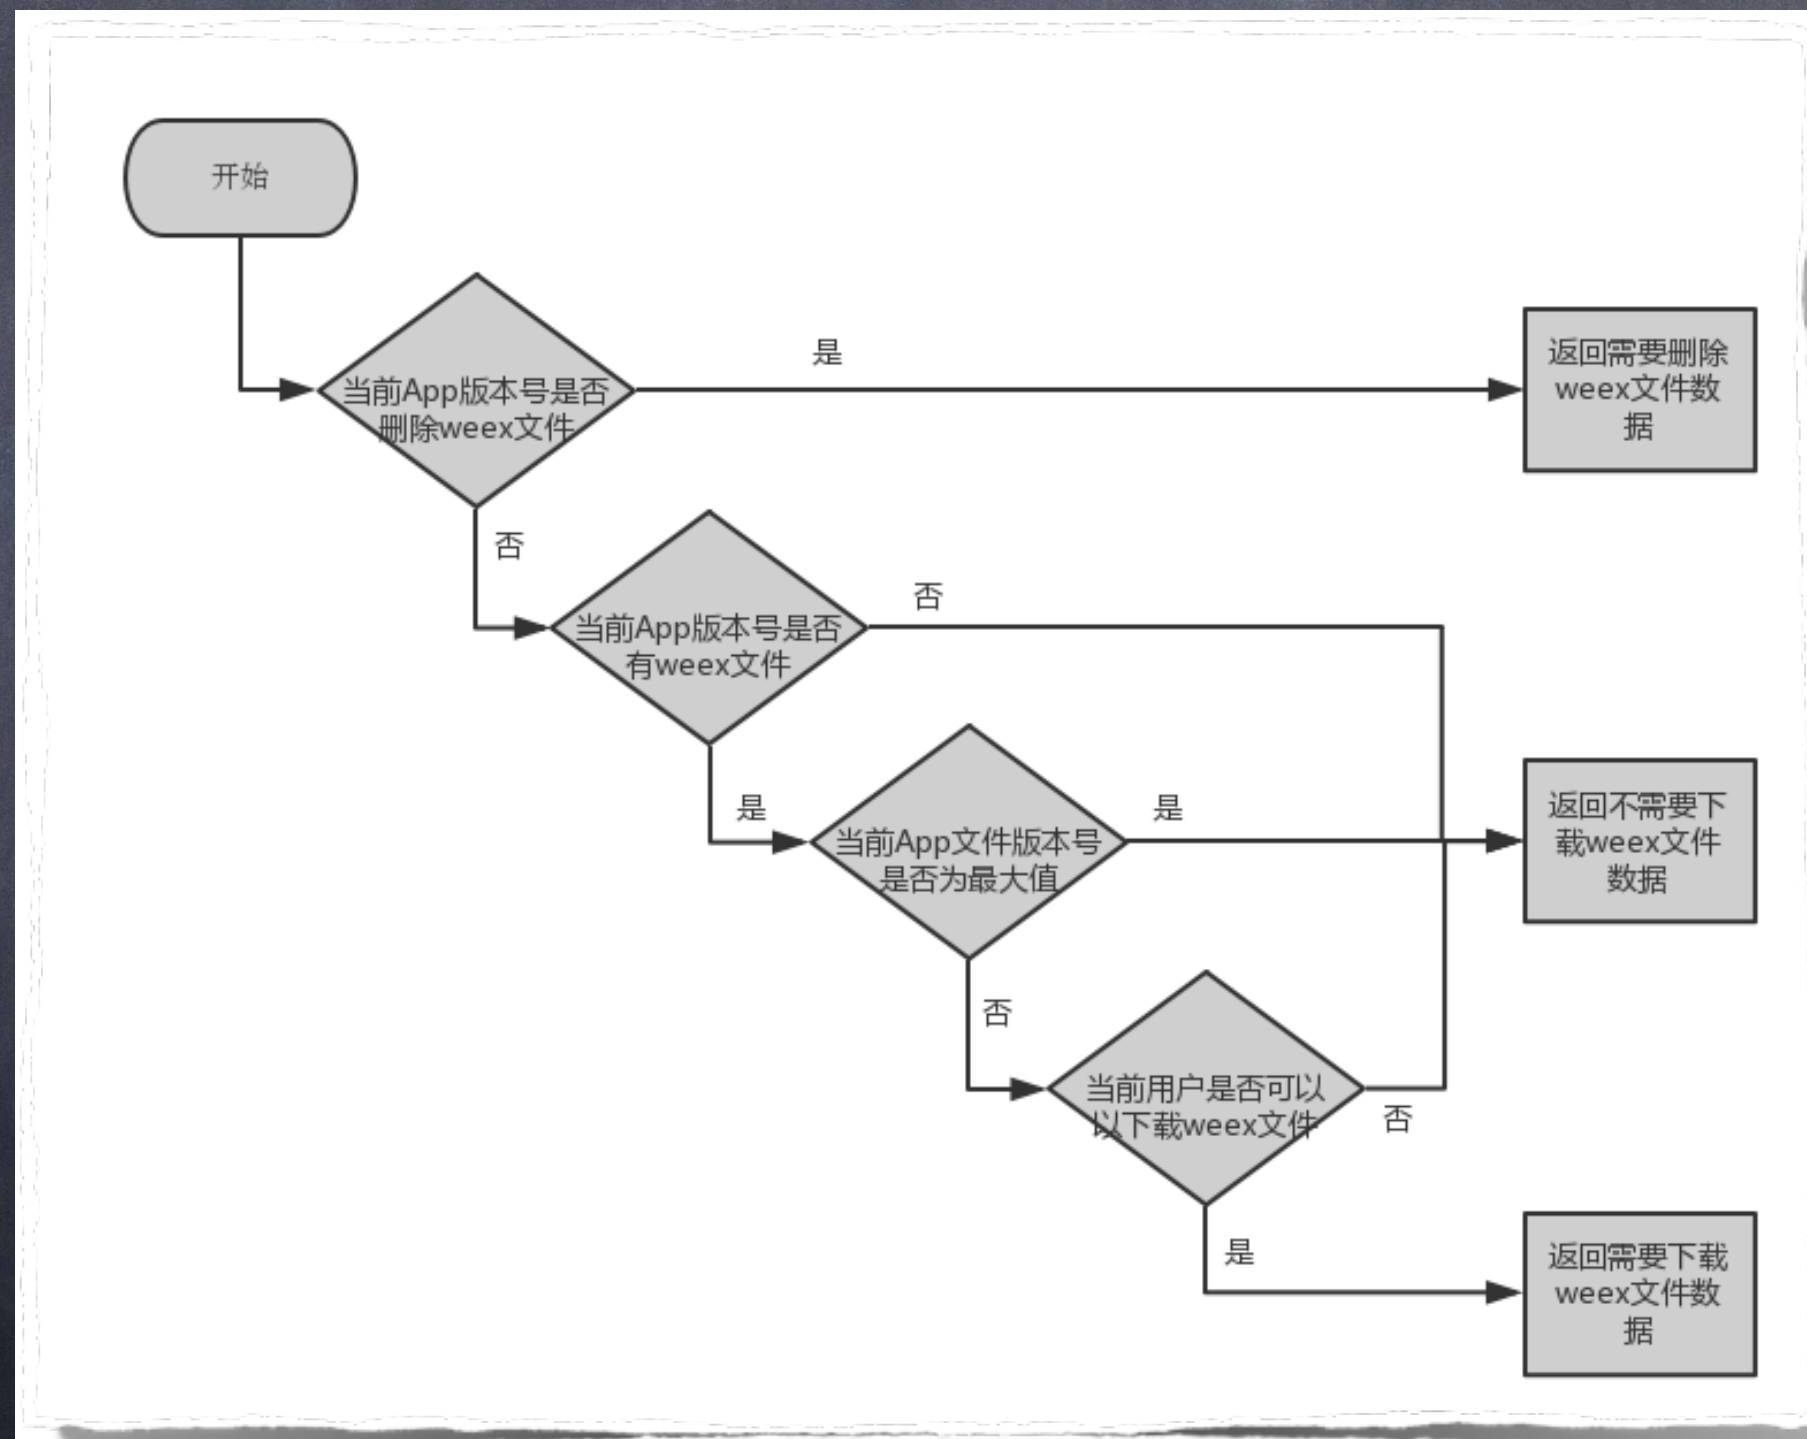 开始
当前App版本号是否
删除weex文件
是
返回需要删除
weex文件数
据
否
当前App版本号是否
有weex文件
否
是
当前App文件版本号
是否为最大值
是
返回不需要下
载weex文件
数据
否
当前用户是否可以
以下载weex文件
否
是
返回需要下载
weex文件数
据